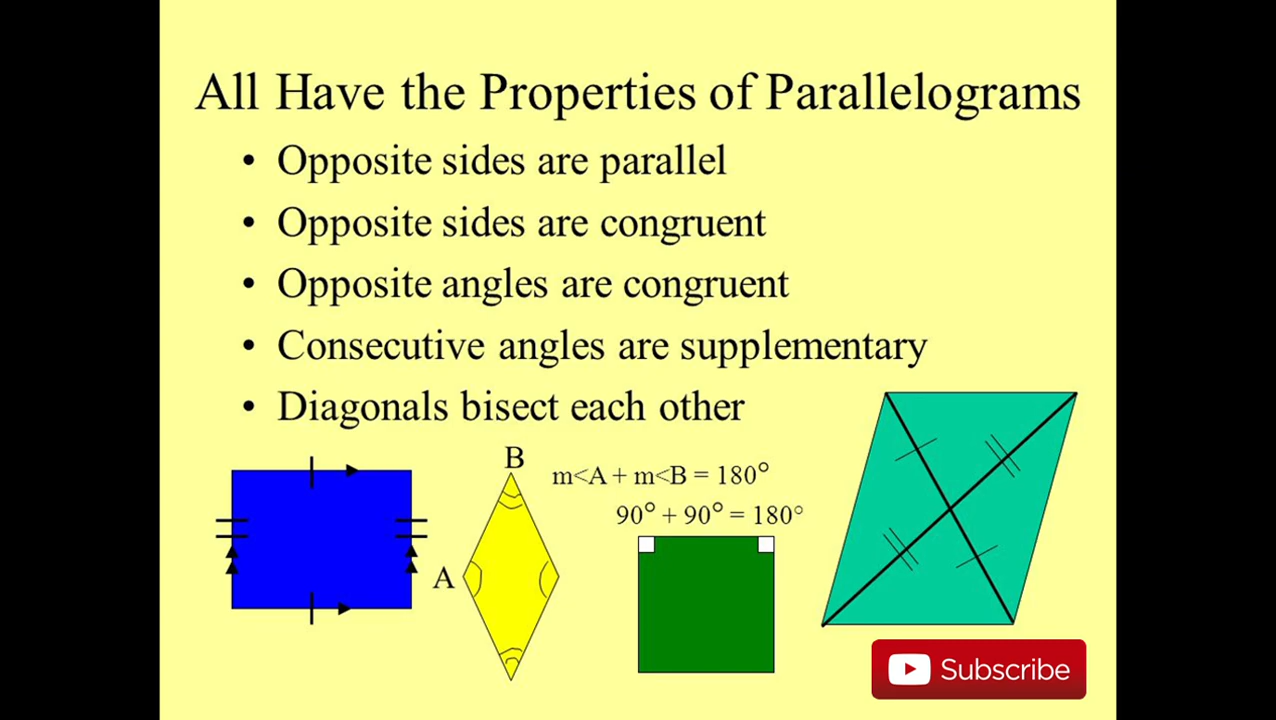 All Have the Properties of Parallelograms
• Opposite sides are parallel
• Opposite sides are congruent
• Opposite angles are congruent
• Consecutive angles are supplementary
• Diagonals bisect each other
B
m<A + m<B = 180°
90° + 90° = 180°
A
Subscribe